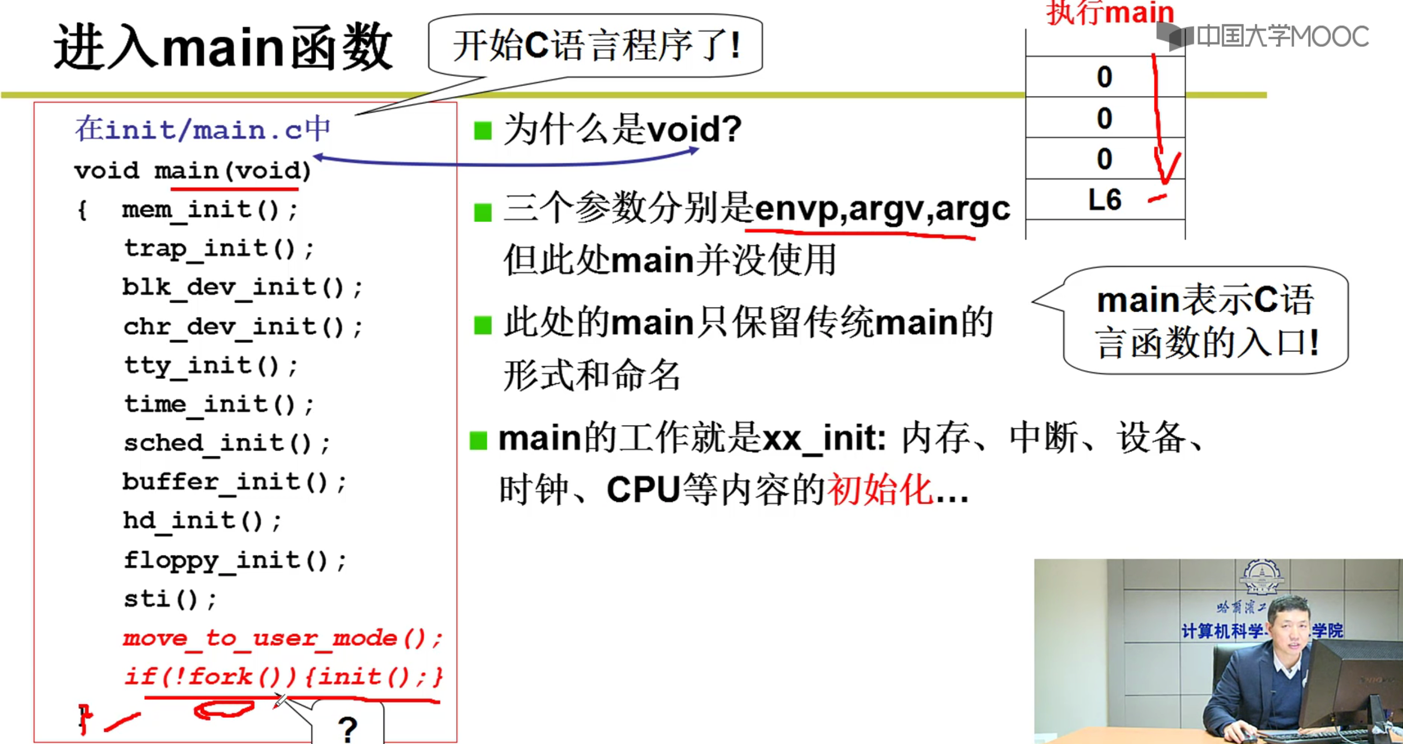 进入main函数
开始C语言程序了!
执行main
中国大学MOOC
0
0
0
L6
在init/main.c中
void main(void)
{ mem_init();
trap_init();
blk_dev_init();
chr_dev_init();
tty_init();
time_init();
sched_init();
buffer_init();
hd_init();
floppy_init();
sti();
move_to_user_mode();
if(!fork()){init();}
}
?
为什么是void?
三个参数分别是envp,argv,argc
但此处main并没使用
此处的main只保留传统main的
形式和命名
main的工作就是xx_init: 内存、中断、设备、
时钟、CPU等内容的初始化...
main表示C语
言函数的入口!
哈爾濱工
计算机科学 学院